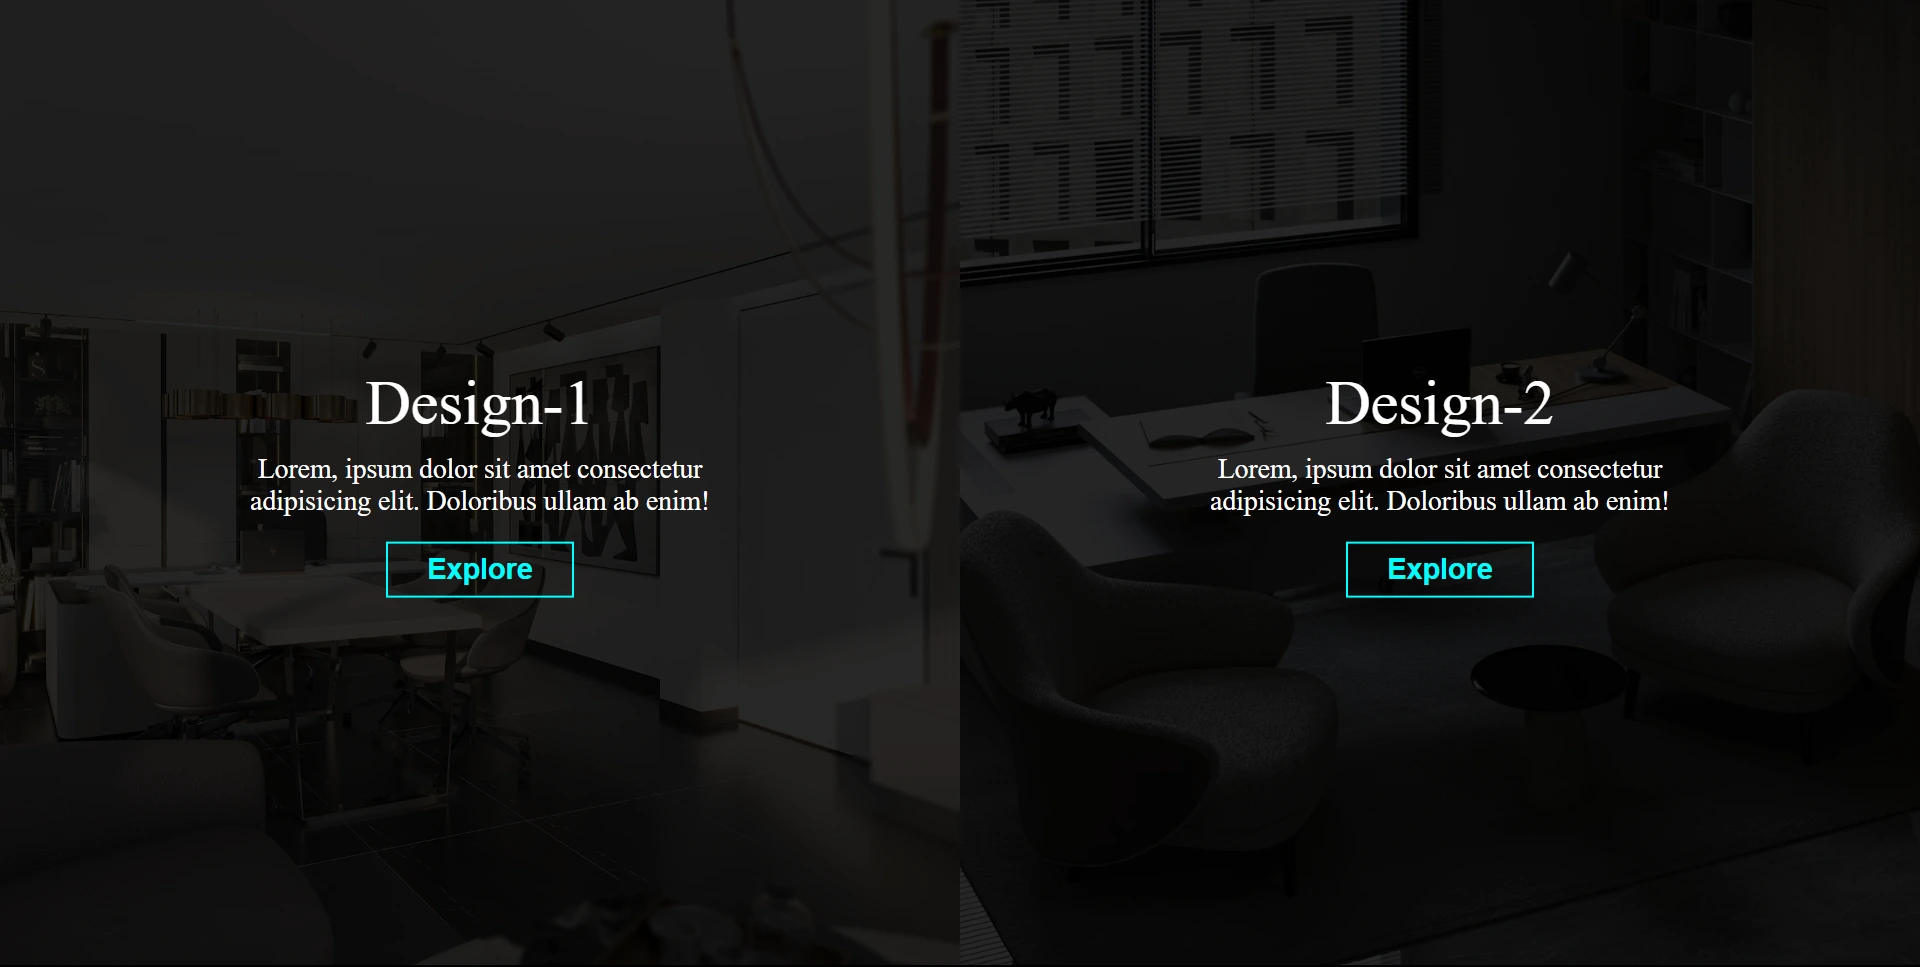 Design-1
Lorem, ipsum dolor sit amet consectetur
adipisicing elit. Doloribus ullam ab enim!
Explore
Design-2
Lorem, ipsum dolor sit amet consectetur
adipisicing elit. Doloribus ullam ab enim!
Explore